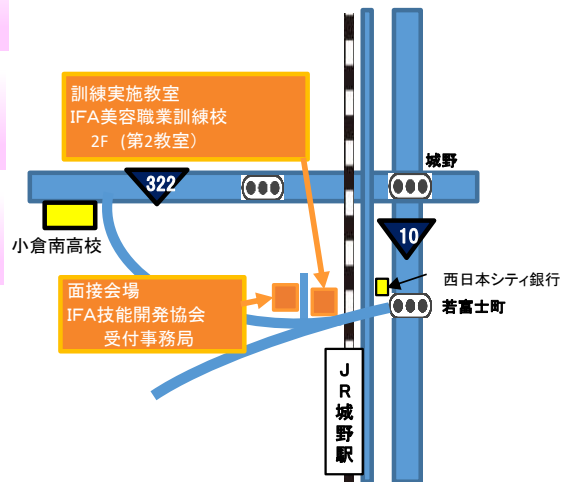 訓練実施教室
IFA美容職業訓練校
2F (第2教室)
城野
322
小倉南高校
10
西日本シティ銀行
面接会場
IFA技能開発協会
受付事務局
若富士町
JR城野駅